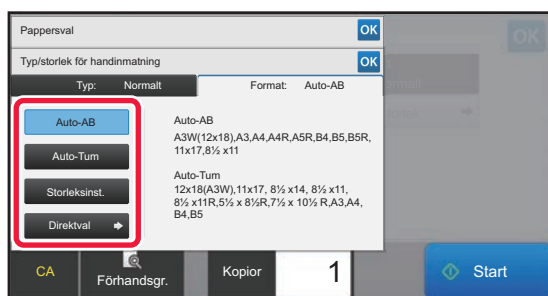 Pappersval
OK
Typ/storlek för handinmatning
OK
Typ: Normalt
Format: Auto-AB
Auto-AB
Auto-Tum
Storleksinst.
Direktval
Auto-AB
A3W(12x18),A3,A4,A4R,A5R,B4,B5,B5R,
11x17,8½ x11
Auto-Tum
12x18(A3W),11x17, 8½ x14, 8½ x11,
8½ x11R,5½ x 8½R,7½ x 10½ R,A3,A4,
B4,B5
OK
CA
Förhandsgr.
Kopior
1
Start